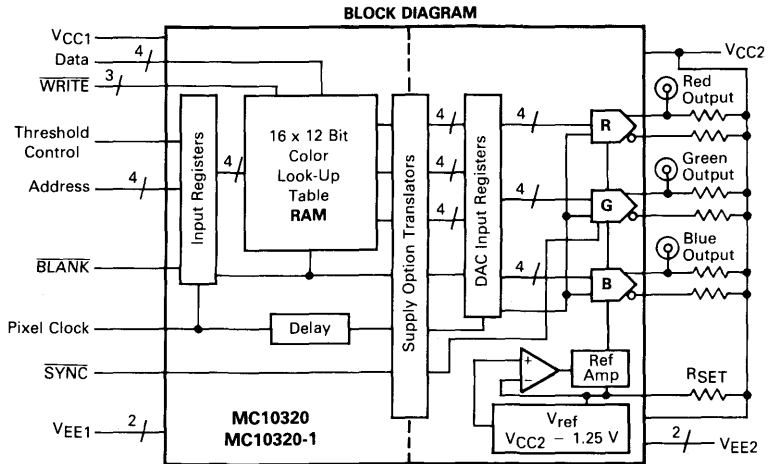 BLOCK DIAGRAM
VCC1
Data
4
WRITE
3
Threshold
Control
Address
4
BLANK
Pixel Clock
SYNC
VEE1
2
Input Registers
4
16 x 12 Bit
Color
Look-Up
Table
RAM
Delay
MC10320
MC10320-1
Supply Option Translators
4
4
4
4
4
4
DAC Input Registers
4
4
4
R
G
B
+
−
Ref
Amp
Vref
VCC2 − 1.25 V
VCC2
Red
Output
Green
Output
Blue
Output
RSET
2
VEE2